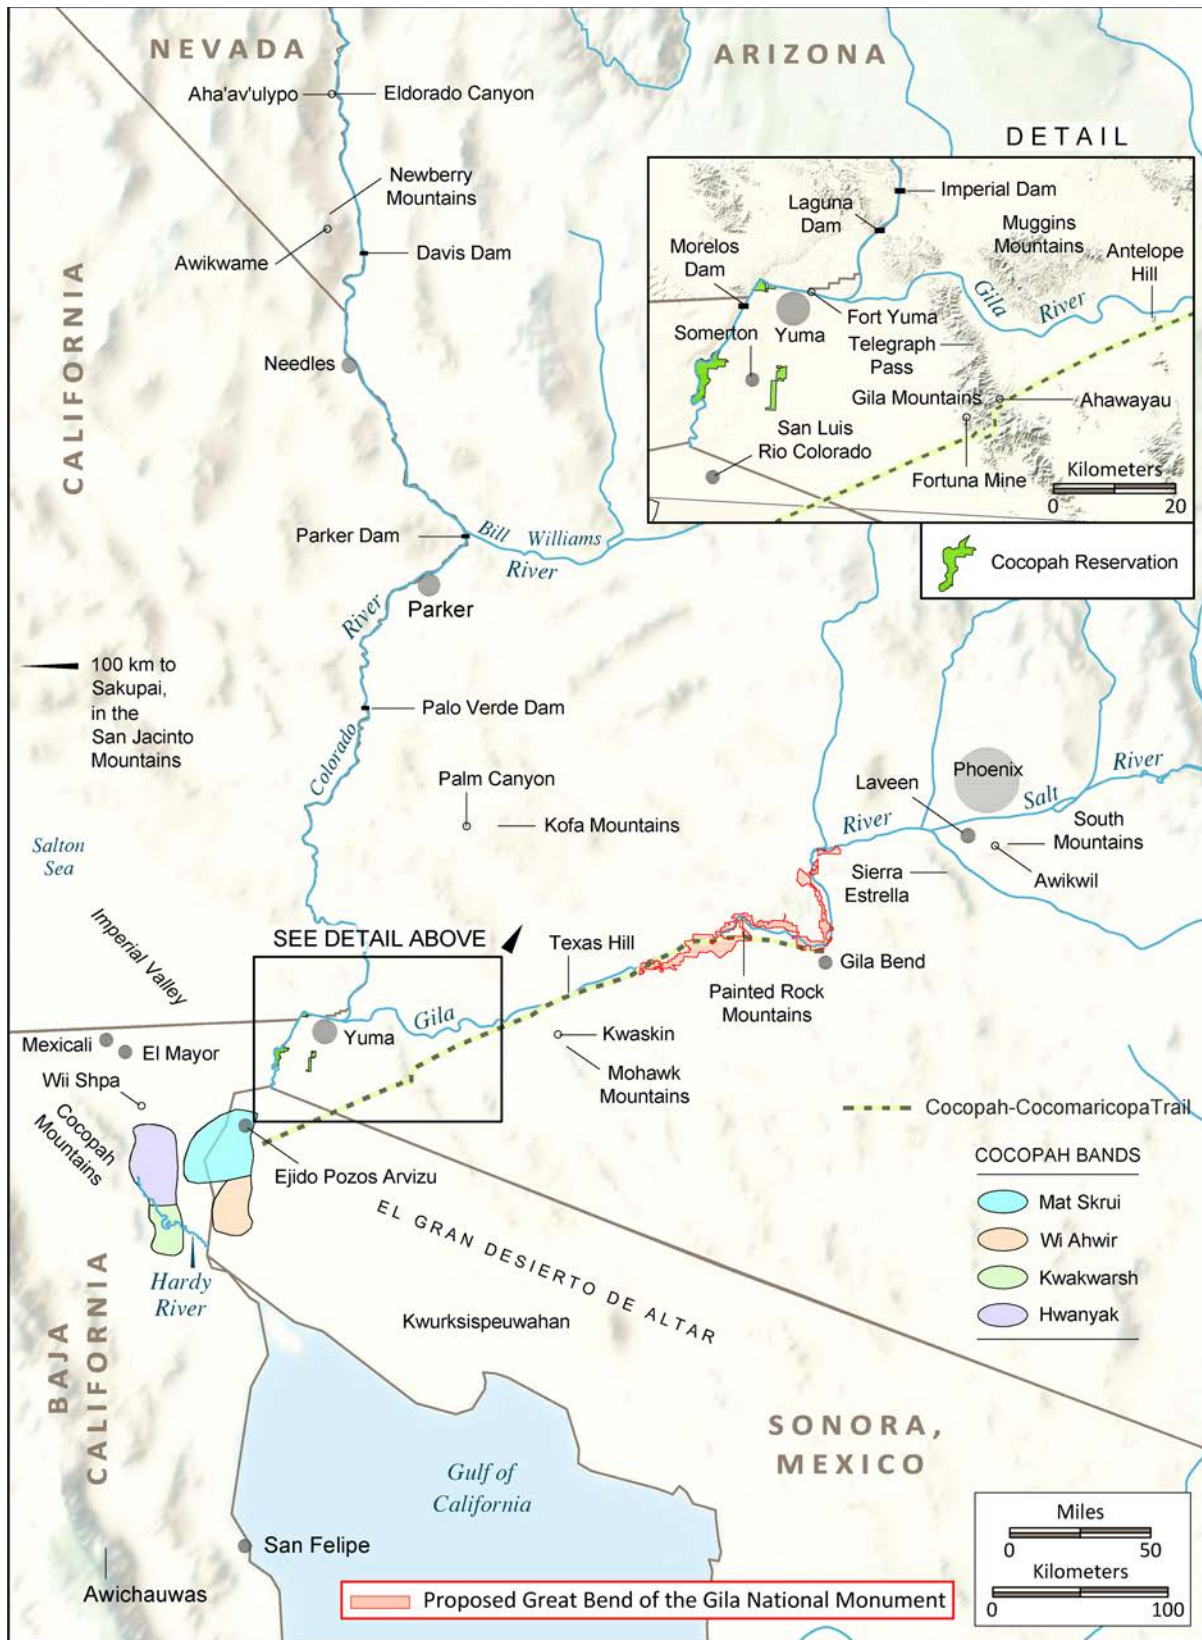 NEVADA
ARIZONA
Aha'av'ulypo
Eldorado Canyon
DETAIL
Newberry
Mountains
Awikwame
Davis Dam
CALIFORNIA
Needles
Imperial Dam
Laguna
Dam
Muggins
Mountains
Morelos
Dam
Antelope
Hill
Gila
River
Fort Yuma
Somerton
Yuma
Telegraph
Pass
Gila Mountains
Ahawayau
San Luis
Rio Colorado
Fortuna Mine
Kilometers
0 20
Cocopah Reservation
Parker Dam
Bill Williams
River
Parker
River
100 km to
Sakupai,
in the
San Jacinto
Mountains
Palo Verde Dam
Colorado
Palm Canyon
Kofa Mountains
Phoenix
River
Laveen
Salt
River
South
Mountains
Sierra
Estrella
Awikwil
Salton
Sea
Imperial Valley
SEE DETAIL ABOVE
Texas Hill
Gila Bend
Painted Rock
Mountains
Gila
Yuma
Kwaskin
Mohawk
Mountains
Mexicali
El Mayor
Wii Shpa
Cocopah
Mountains
Cocopah-CocomaricopaTrail
COCOPAH BANDS
Mat Skrui
Wi Ahwir
Kwakwarsh
Hwanyak
Ejido Pozos Arvizu
EL GRAN DESIERTO DE ALTAR
Hardy
River
Kwurksispeuwahan
BAJA
CALIFORNIA
SONORA,
MEXICO
Gulf of
California
San Felipe
Awichauwas
Miles
0 50
Kilometers
0 100
Proposed Great Bend of the Gila National Monument